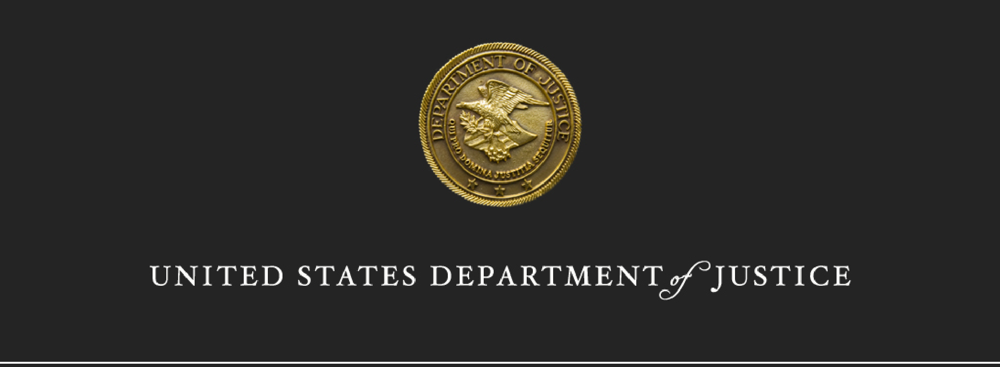 DEPARTMENT OF JUSTICE
QUI PRO DOMINA JUSTITIA SEQUITUR
UNITED STATES DEPARTMENT of JUSTICE